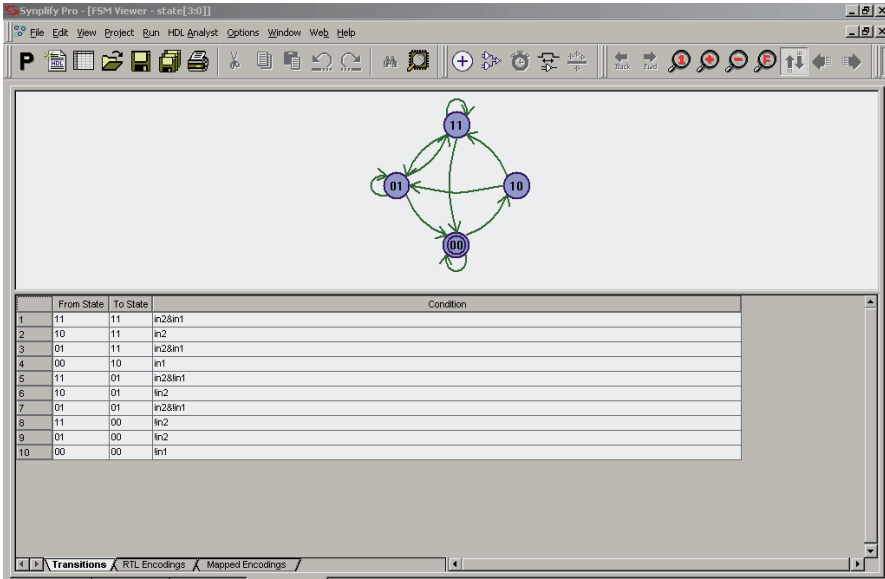 Synplify Pro - [FSM Viewer - state[3:0]]
File Edit View Project Run HDL Analyst Options Window Web Help
P HDL Back Fwd 1 F
11
01 10
00
From State To State Condition
1 11 11 in2&in1
2 10 11 in2
3 01 11 in2&in1
4 00 10 in1
5 11 01 in2&!in1
6 10 01 !in2
7 01 01 in2&!in1
8 11 00 !in2
9 01 00 !in2
10 00 00 !in1
Transitions RTL Encodings Mapped Encodings